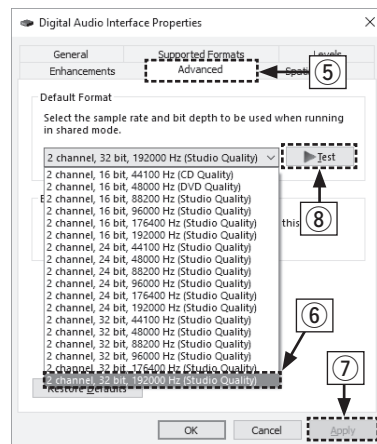 Digital Audio Interface Properties
General Supported Formats Levels
Enhancements Advanced Spati
5
Default Format
Select the sample rate and bit depth to be used when running
in shared mode.
2 channel, 32 bit, 192000 Hz (Studio Quality) Test
2 channel, 16 bit, 44100 Hz (CD Quality)
2 channel, 16 bit, 48000 Hz (DVD Quality)
2 channel, 16 bit, 88200 Hz (Studio Quality)
2 channel, 16 bit, 96000 Hz (Studio Quality)
2 channel, 16 bit, 176400 Hz (Studio Quality) this
2 channel, 16 bit, 192000 Hz (Studio Quality)
8
2 channel, 24 bit, 44100 Hz (Studio Quality)
2 channel, 24 bit, 48000 Hz (Studio Quality)
2 channel, 24 bit, 88200 Hz (Studio Quality)
2 channel, 24 bit, 96000 Hz (Studio Quality)
2 channel, 24 bit, 176400 Hz (Studio Quality)
2 channel, 24 bit, 192000 Hz (Studio Quality)
2 channel, 32 bit, 44100 Hz (Studio Quality)
2 channel, 32 bit, 48000 Hz (Studio Quality)
2 channel, 32 bit, 88200 Hz (Studio Quality)
2 channel, 32 bit, 96000 Hz (Studio Quality)
2 channel, 32 bit, 176400 Hz (Studio Quality)
2 channel, 32 bit, 192000 Hz (Studio Quality)
6
7
Restore Defaults
OK Cancel Apply